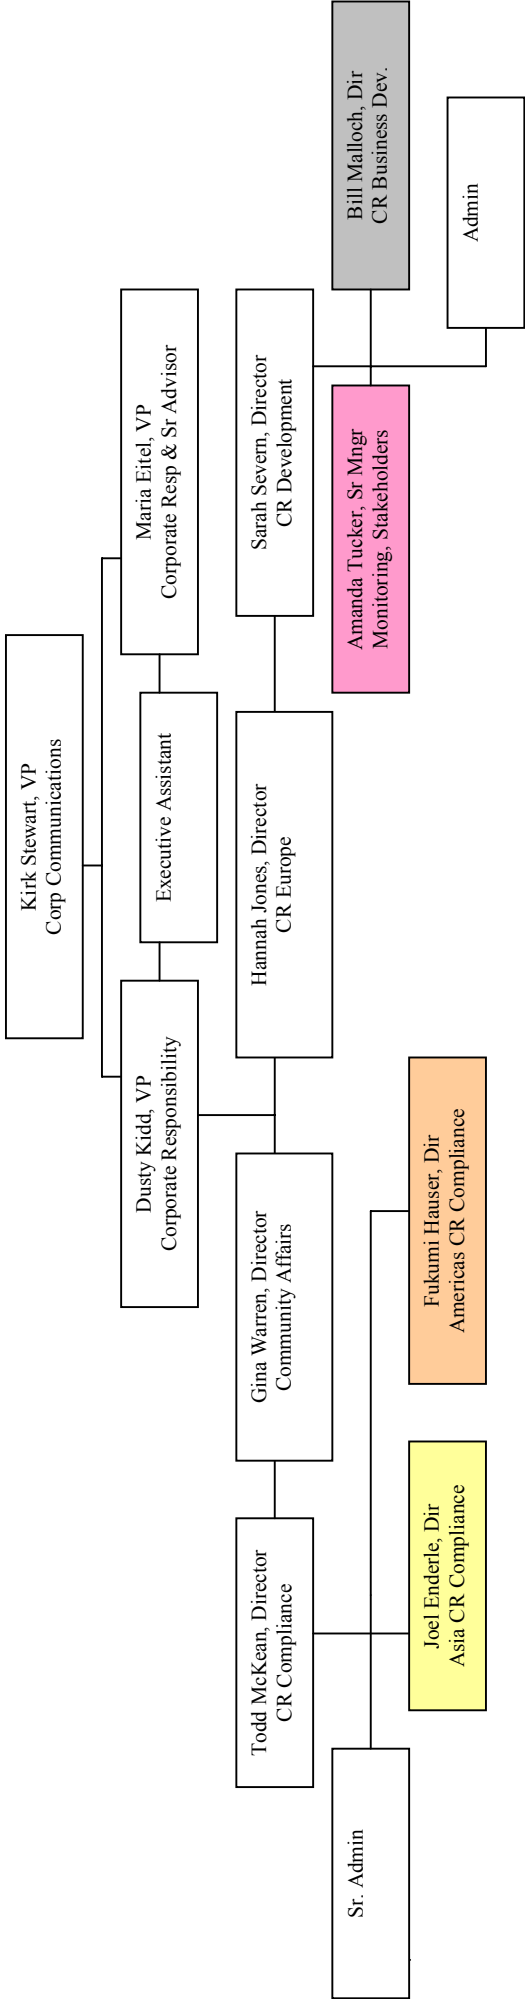 Kirk Stewart, VP
Corp Communications
Dusty Kidd, VP
Corporate Responsibility
Executive Assistant
Maria Eitel, VP
Corporate Resp & Sr Advisor
Todd McKean, Director
CR Compliance
Gina Warren, Director
Community Affairs
Hannah Jones, Director
CR Europe
Sarah Severn, Director
CR Development
Sr. Admin
Amanda Tucker, Sr Mngr
Monitoring, Stakeholders
Bill Malloch, Dir
CR Business Dev.
Joel Enderle, Dir
Asia CR Compliance
Fukumi Hauser, Dir
Americas CR Compliance
Admin